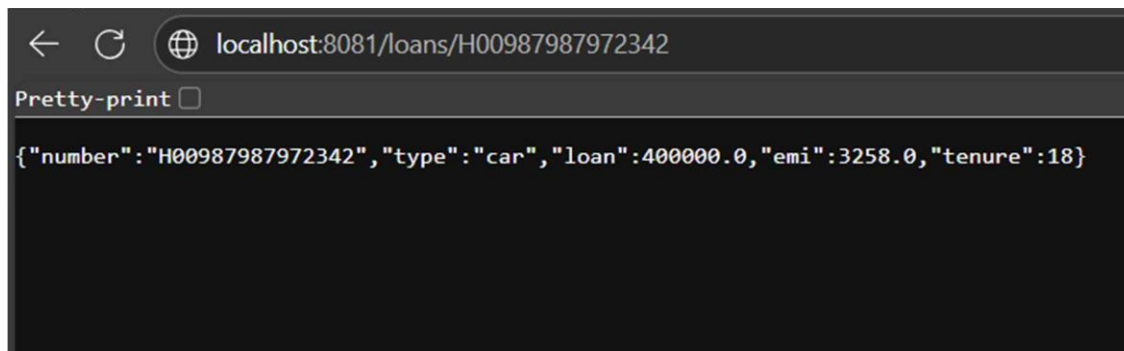 localhost:8081/loans/H00987987972342
Pretty-print
{"number":"H00987987972342","type":"car","loan":400000.0,"emi":3258.0,"tenure":18}